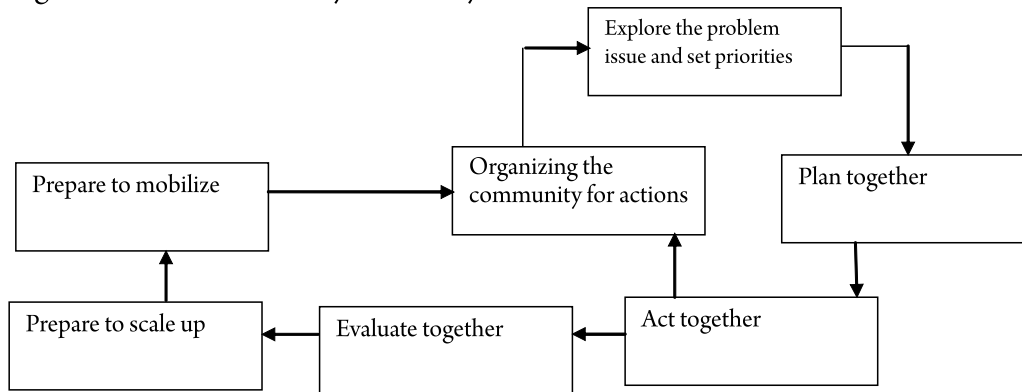 Explore the problem
issue and set priorities
Organizing the
community for actions
Prepare to mobilize
Plan together
Prepare to scale up
Evaluate together
Act together